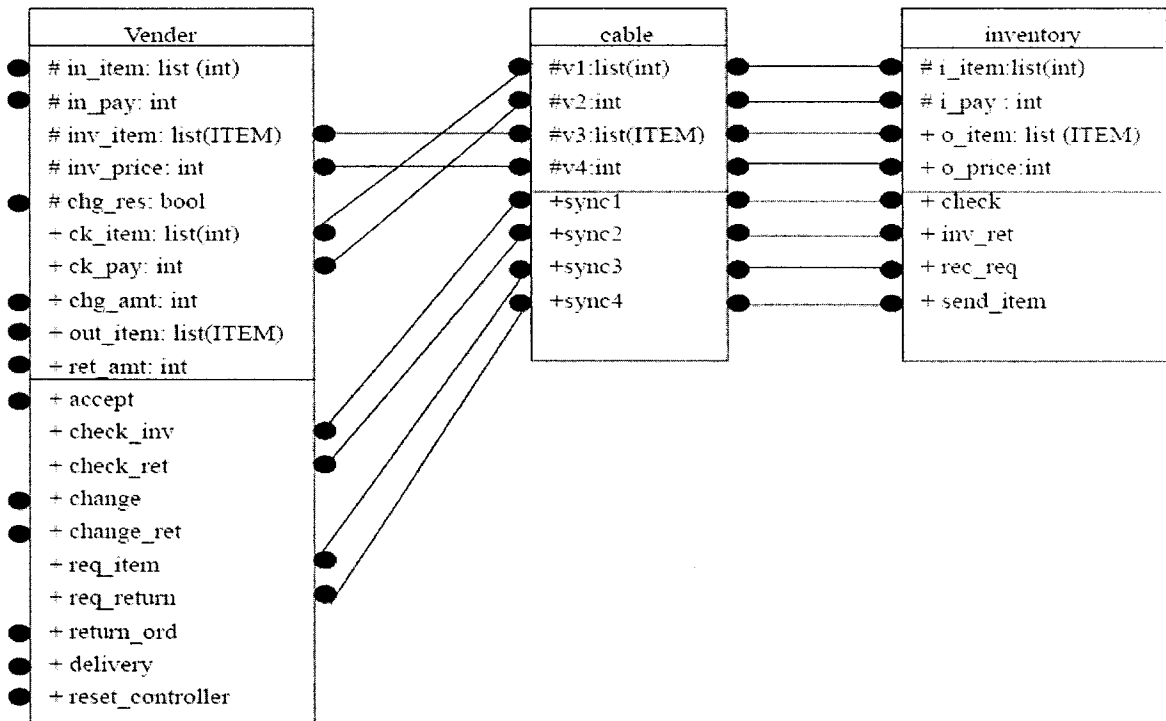 Vender
# in_item: list (int)
# in_pay: int
# inv_item: list(ITEM)
# inv_price: int
# chg_res: bool
+ ck_item: list(int)
+ ck_pay: int
+ chg_amt: int
+ out_item: list(ITEM)
+ ret_amt: int
+ accept
+ check_inv
+ check_ret
+ change
+ change_ret
+ req_item
+ req_return
+ return_ord
+ delivery
+ reset_controller
cable
#v1:list(int)
#v2:int
#v3:list(ITEM)
#v4:int
+sync1
+sync2
+sync3
+sync4
inventory
# i_item:list(int)
# i_pay : int
+ o_item: list (ITEM)
+ o_price:int
+ check
+ inv_ret
+ rec_req
+ send_item